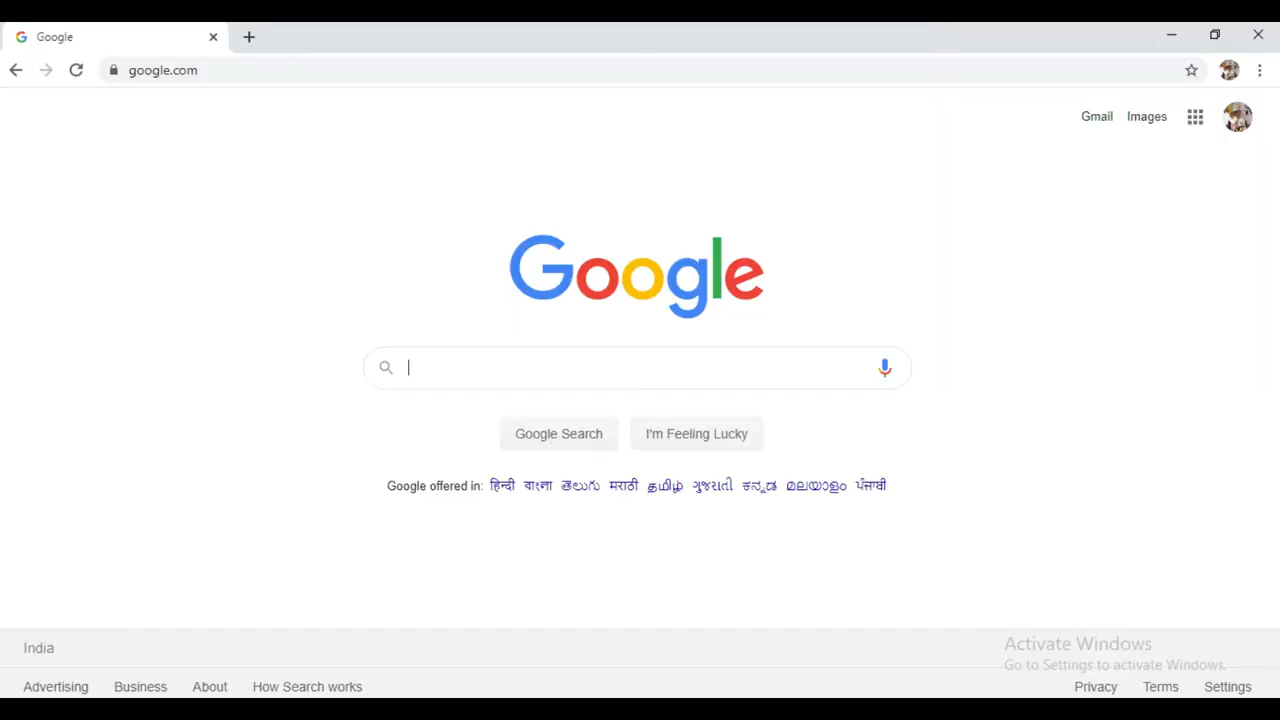 Google
google.com
Gmail Images
Google
Google Search I'm Feeling Lucky
Google offered in: हिन्दी বাংলা తెలుగు मराठी தமிழ் ગુજરાતી ಕನ್ನಡ മലയാളം ਪੰਜਾਬੀ
India
Activate Windows
Go to Settings to activate Windows.
Advertising Business About How Search works Privacy Terms Settings